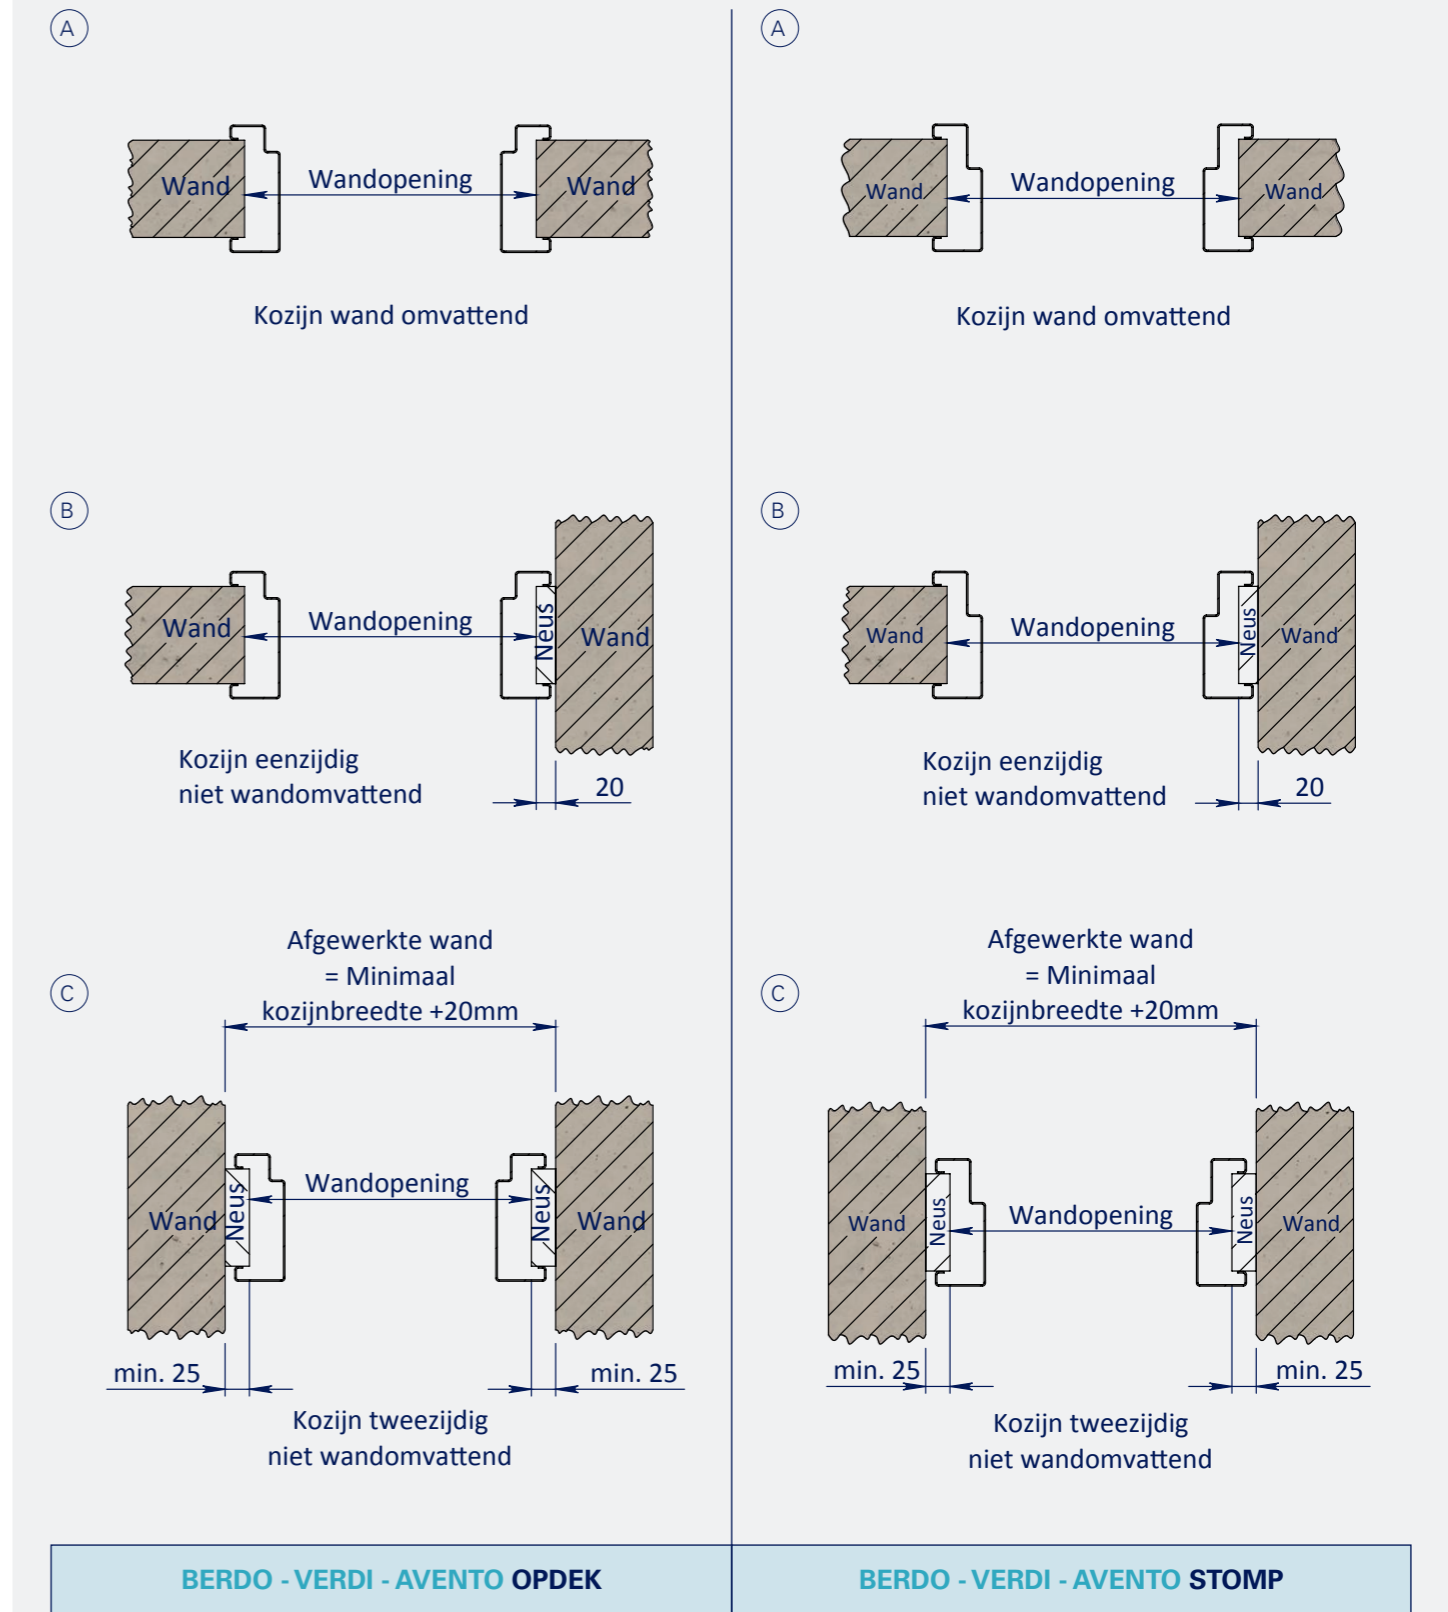 A
Wand
Wandopening
Wand
Kozijn wand omvattend
B
Wand
Wandopening
Neus
Wand
Kozijn eenzijdig
niet wandomvattend
20
Afgewerkte wand
= Minimaal
C
kozijnbreedte +20mm
Wand
Neus
Wandopening
Neus
Wand
min. 25
min. 25
Kozijn tweezijdig
niet wandomvattend
BERDO - VERDI - AVENTO OPDEK
A
Wand
Wandopening
Wand
Kozijn wand omvattend
B
Wand
Wandopening
Neus
Wand
Kozijn eenzijdig
niet wandomvattend
20
Afgewerkte wand
= Minimaal
C
kozijnbreedte +20mm
Wand
Neus
Wandopening
Neus
Wand
min. 25
min. 25
Kozijn tweezijdig
niet wandomvattend
BERDO - VERDI - AVENTO STOMP